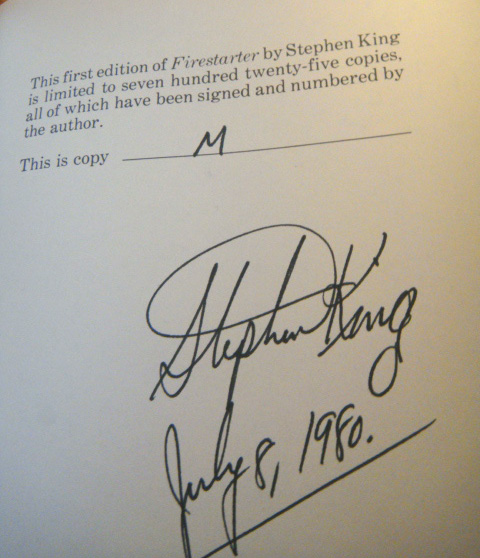 This first edition of Firestarter by Stephen King
is limited to seven hundred twenty-five copies,
all of which have been signed and numbered by
the author.
This is copy M
Stephen King
July 8, 1980.